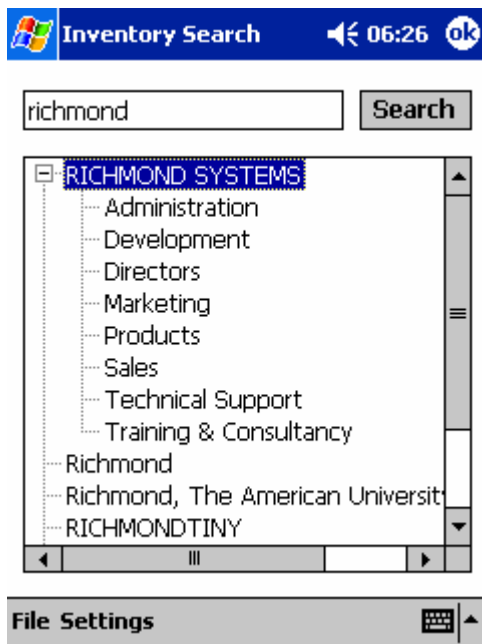 Inventory Search 06:26 ok
richmond Search
RICHMOND SYSTEMS
Administration
Development
Directors
Marketing
Products
Sales
Technical Support
Training & Consultancy
Richmond
Richmond, The American Universit
RICHMONDTINY
File Settings